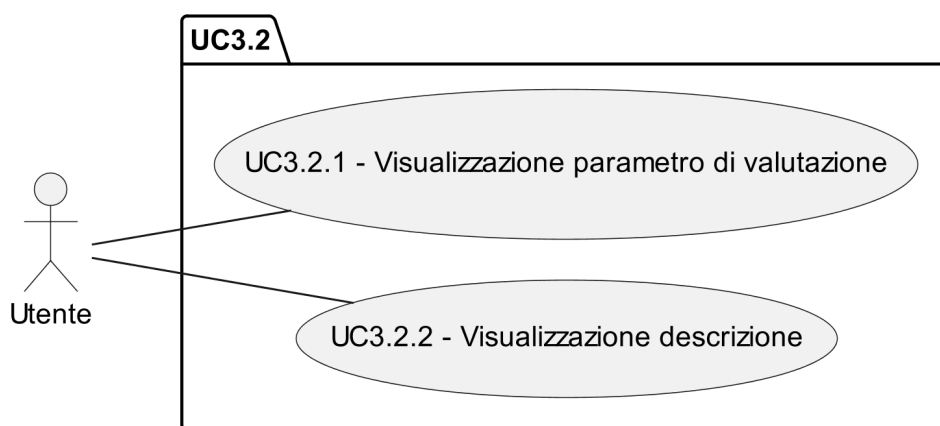 UC3.2
UC3.2.1 - Visualizzazione parametro di valutazione
Utente
UC3.2.2 - Visualizzazione descrizione